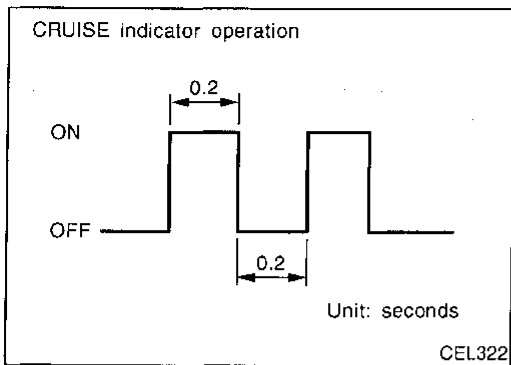 CRUISE indicator operation
0.2
ON
OFF
0.2
Unit: seconds
CEL322